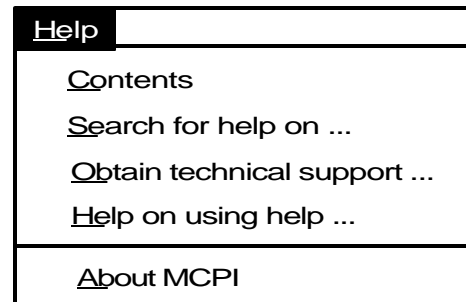 Help
Contents
Search for help on ...
Obtain technical support ...
Help on using help ...
About MCPI